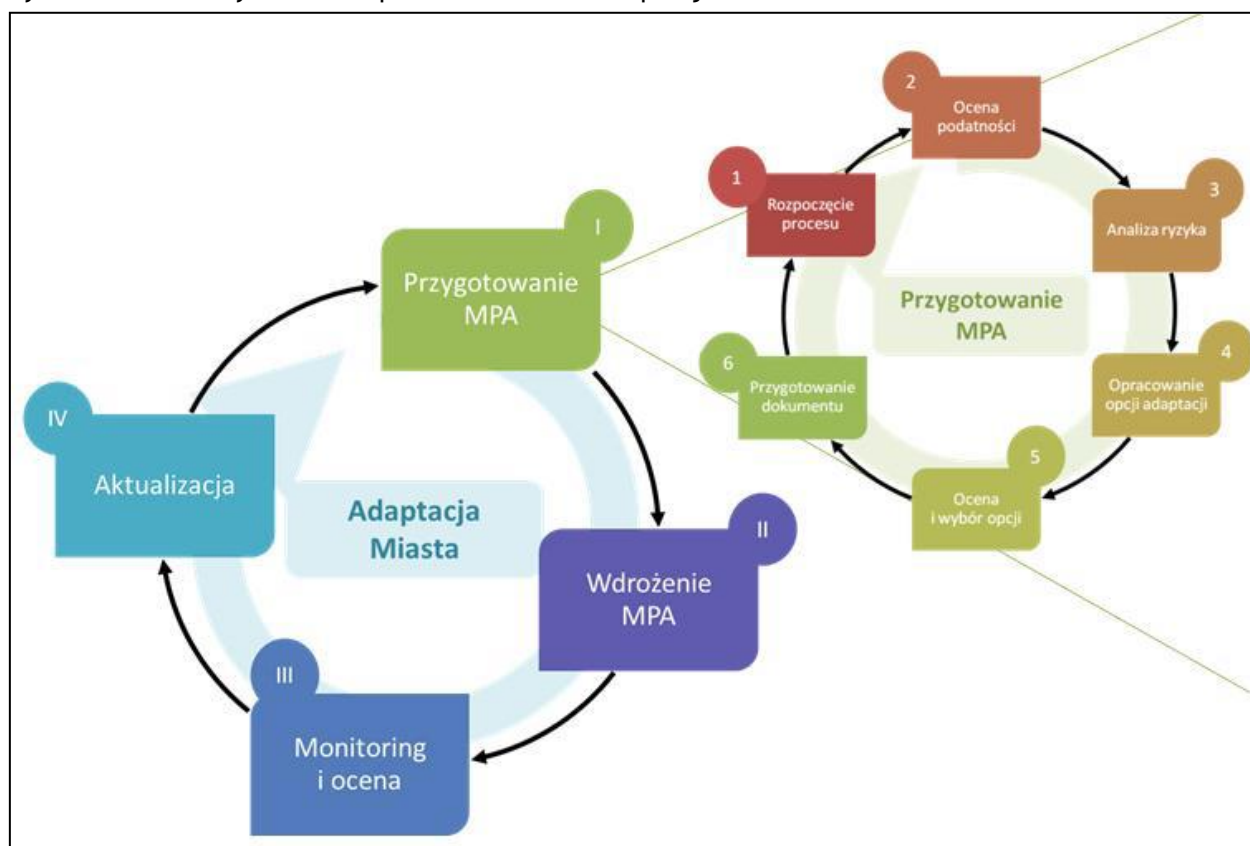 I
Przygotowanie
MPA
II
Wdrożenie
MPA
III
Monitoring
i ocena
IV
Aktualizacja
Adaptacja
Miasta
1
Rozpoczęcie
procesu
2
Ocena
podatności
3
Analiza ryzyka
4
Opracowanie
opcji adaptacji
5
Ocena
i wybór opcji
6
Przygotowanie
dokumentu
Przygotowanie
MPA